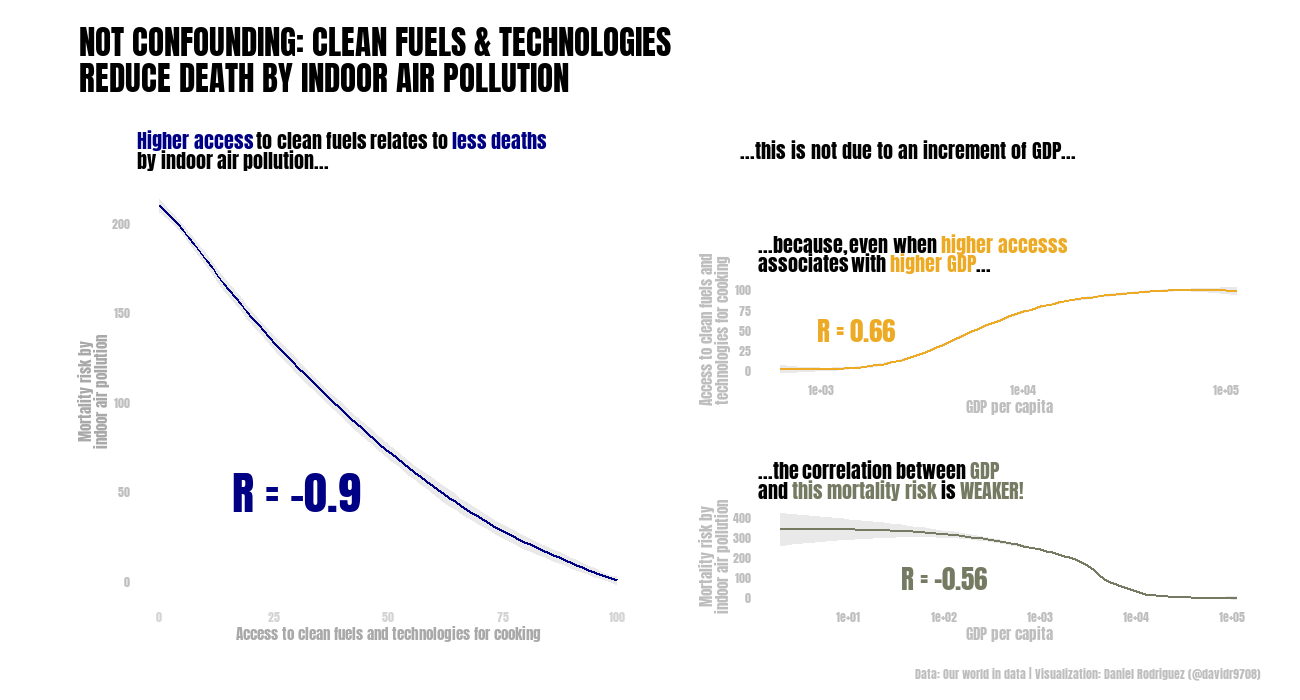 NOT CONFOUNDING: CLEAN FUELS & TECHNOLOGIES
REDUCE DEATH BY INDOOR AIR POLLUTION
Higher access to clean fuels relates to less deaths
by indoor air pollution...
200
150
100
50
0
Mortality risk by
indoor air pollution
R = -0.9
0 25 50 75 100
Access to clean fuels and technologies for cooking
...this is not due to an increment of GDP...
...because, even when higher accesss
associates with higher GDP...
Access to clean fuels and
technologies for cooking
100
75
50
25
0
R = 0.66
1e+03 1e+04 1e+05
GDP per capita
...the correlation between GDP
and this mortality risk is WEAKER!
Mortality risk by
indoor air pollution
400
300
200
100
0
R = -0.56
1e+01 1e+02 1e+03 1e+04 1e+05
GDP per capita
Data: Our world in data | Visualization: Daniel Rodriguez (@davidr9708)